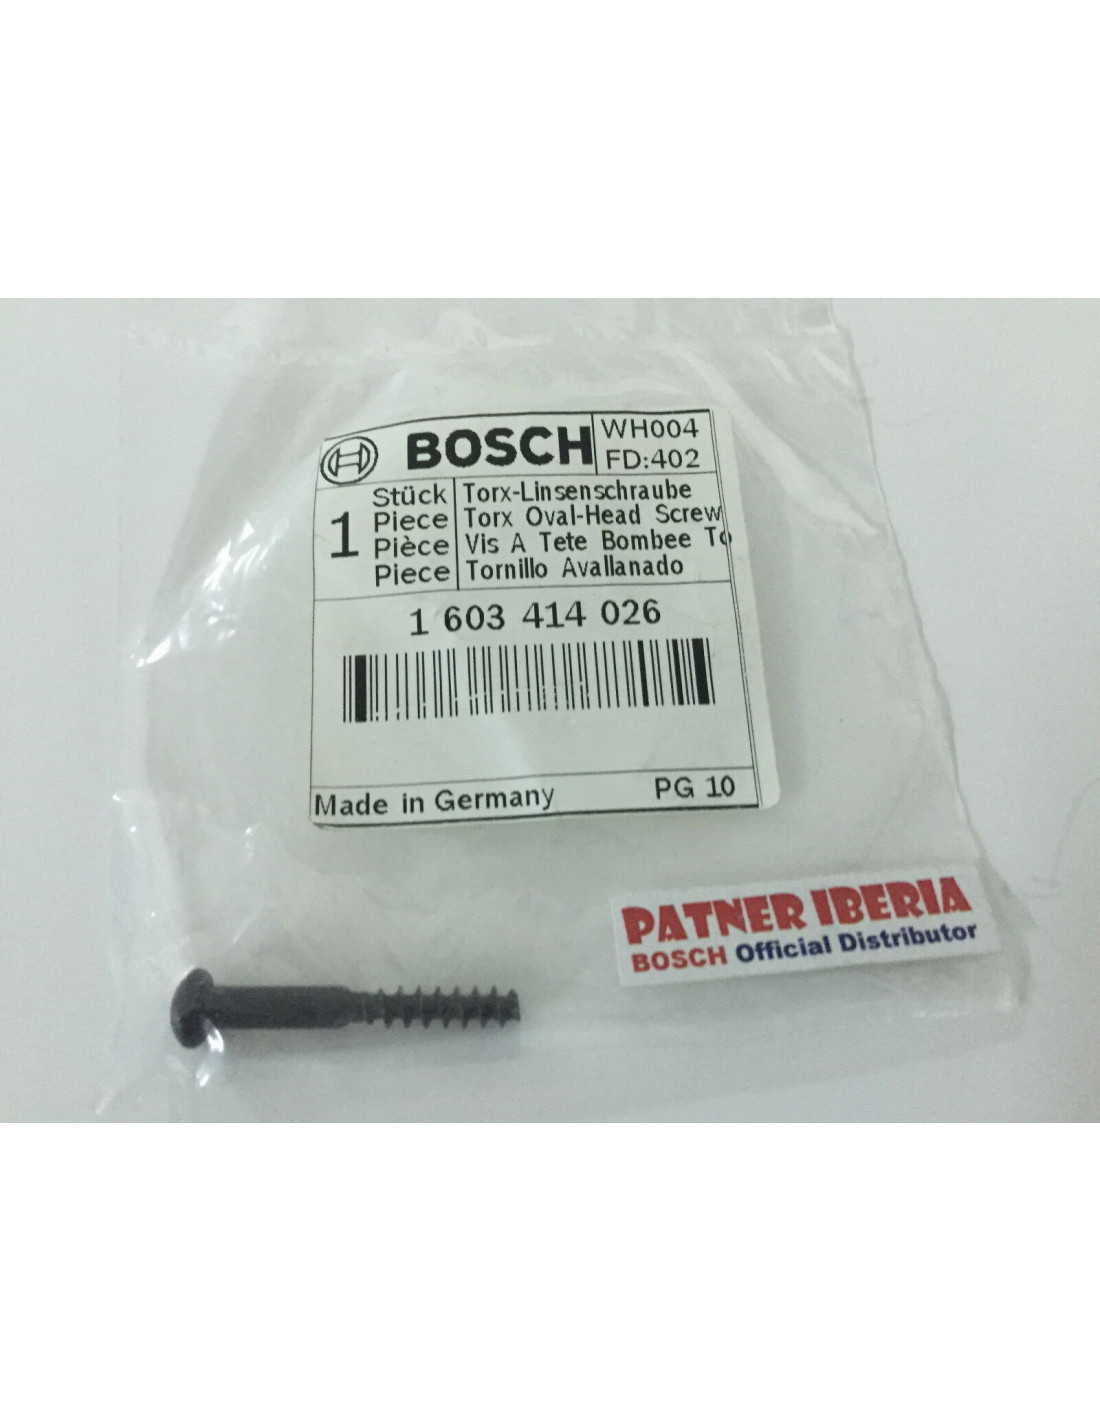 BOSCH
WH004
FD:402
1
Stück
Piece
Pièce
Piece
Torx-Linsenschraube
Torx Oval-Head Screw
Vis A Tete Bombee To
Tornillo Avallanado
1 603 414 026
Made in Germany
PG 10
PATNER IBERIA
BOSCH Official Distributor